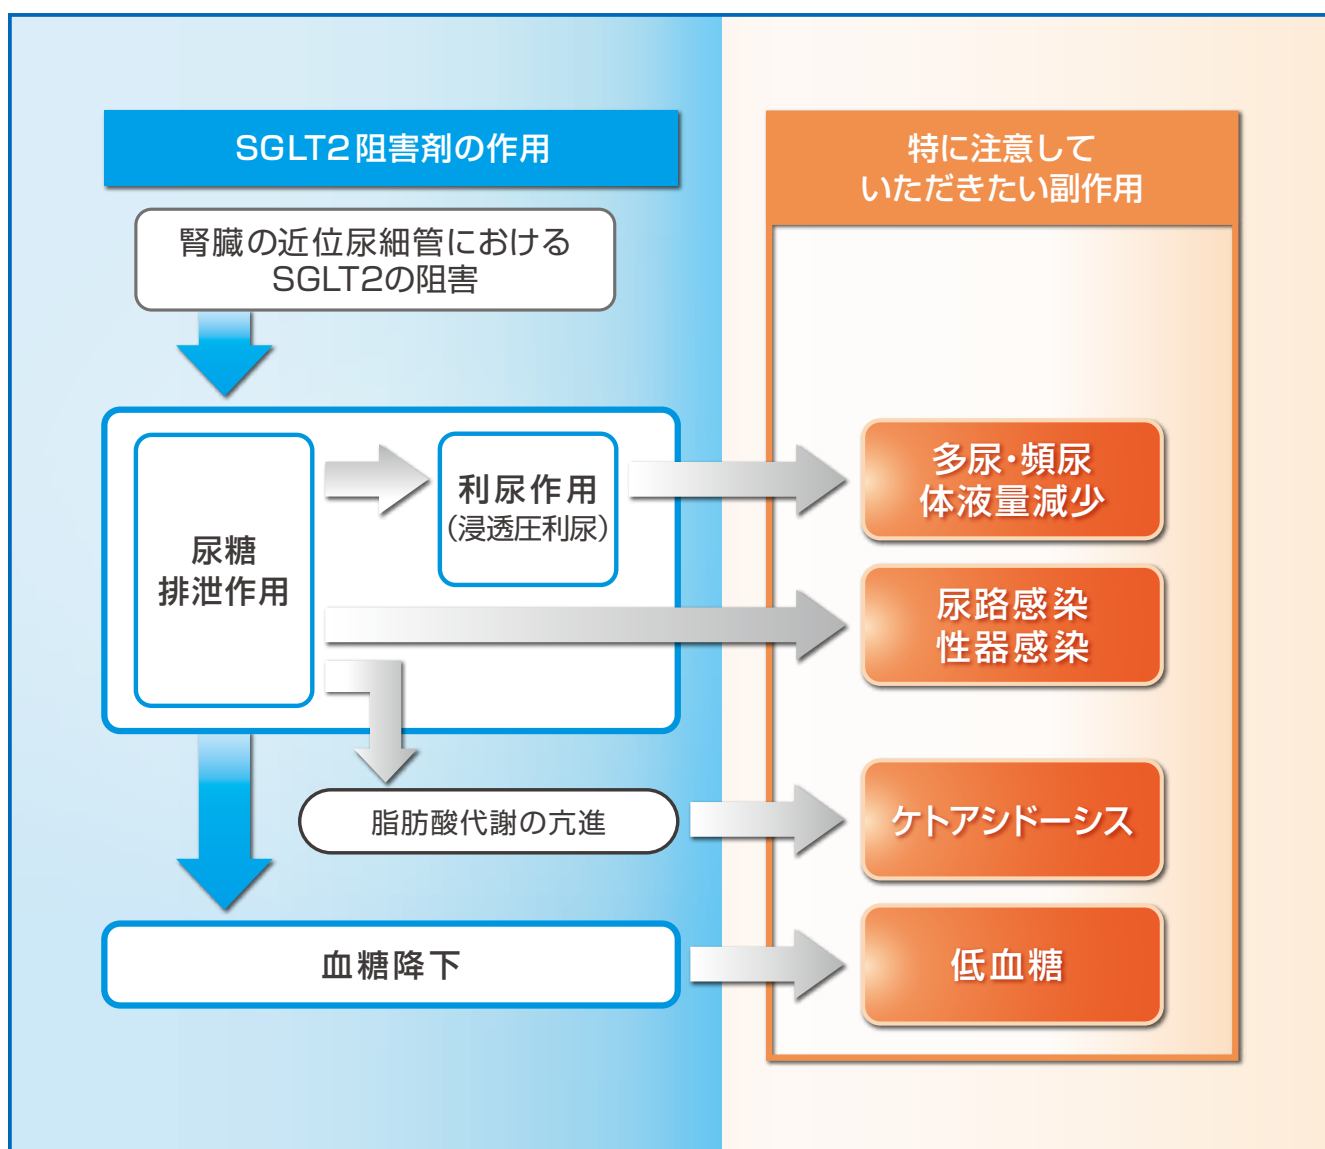 SGLT2阻害剤の作用
腎臓の近位尿細管における
SGLT2の阻害
尿糖
排泄作用
利尿作用
（浸透圧利尿）
脂肪酸代謝の亢進
血糖降下
特に注意して
いただきたい副作用
多尿・頻尿
体液量減少
尿路感染
性器感染
ケトアシドーシス
低血糖